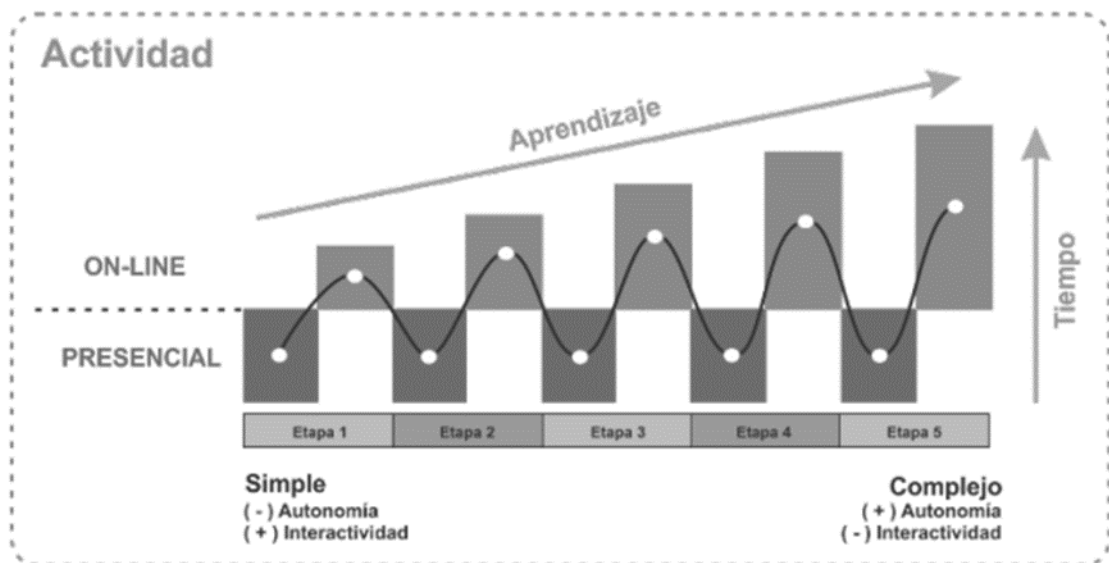 Actividad
Aprendizaje
ON-LINE
PRESENCIAL
Tiempo
Etapa 1
Etapa 2
Etapa 3
Etapa 4
Etapa 5
Simple
( - ) Autonomía
( + ) Interactividad
Complejo
( + ) Autonomía
( - ) Interactividad